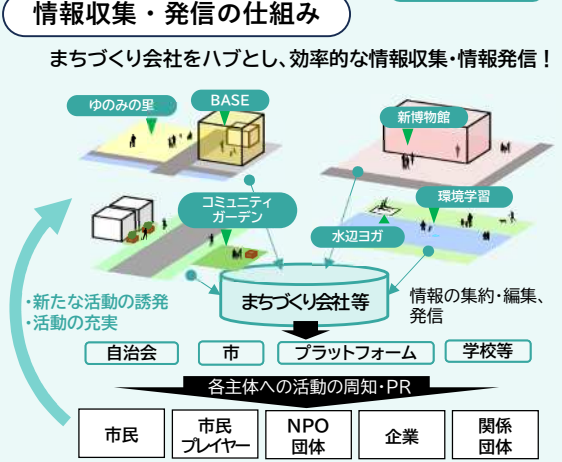 情報収集・発信の仕組み
まちづくり会社をハブとし、効率的な情報収集・情報発信！
ゆのみの里
BASE
新博物館
コミュニティ
ガーデン
環境学習
水辺ヨガ
まちづくり会社等
情報の集約・編集、
発信
・新たな活動の誘発
・活動の充実
自治会
市
プラットフォーム
学校等
各主体への活動の周知・PR
市民
市民
プレイヤー
NPO
団体
企業
関係
団体